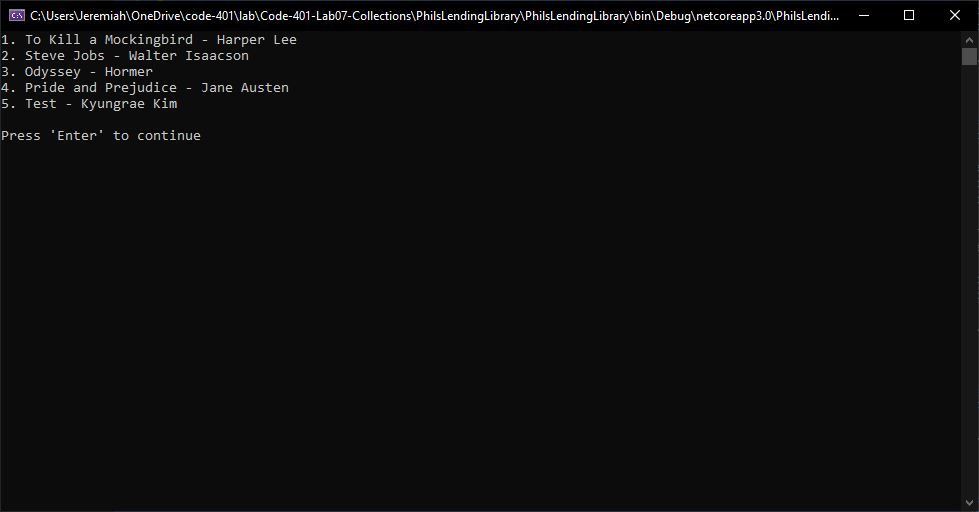 C:\Users\Jeremiah\OneDrive\code-401\lab\Code-401-Lab07-Collections\PhilsLendingLibrary\PhilsLendingLibrary\bin\Debug\netcoreapp3.0\PhilsLendi...
1. To Kill a Mockingbird - Harper Lee
2. Steve Jobs - Walter Isaacson
3. Odyssey - Hormer
4. Pride and Prejudice - Jane Austen
5. Test - Kyungrae Kim
Press 'Enter' to continue